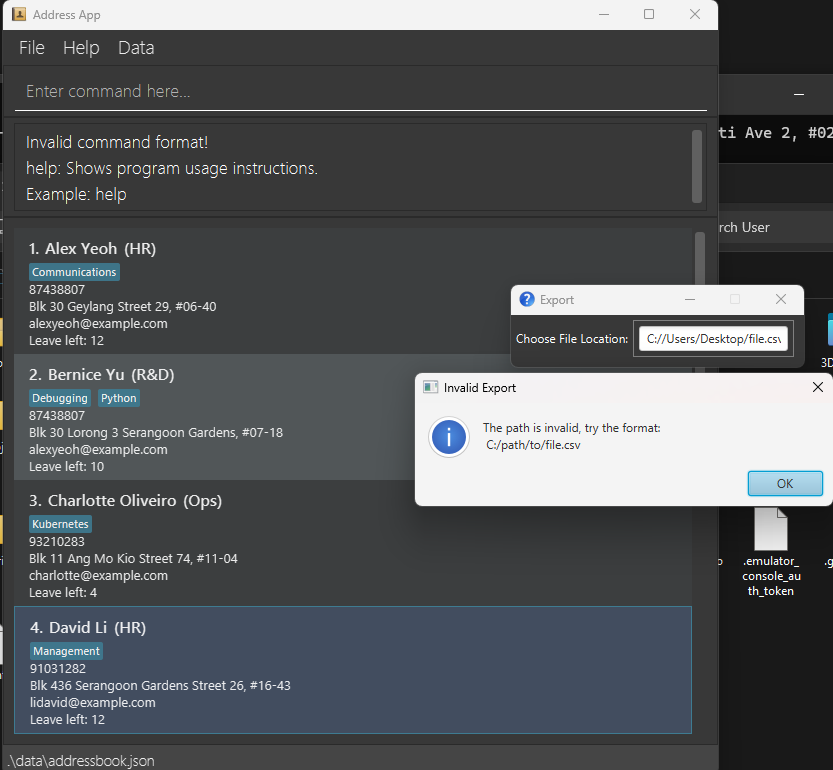 Address App
File Help Data
Enter command here...
Invalid command format!
help: Shows program usage instructions.
Example: help
1. Alex Yeoh (HR)
Communications
87438807
Blk 30 Geylang Street 29, #06-40
alexyeoh@example.com
Leave left: 12
2. Bernice Yu (R&D)
Debugging Python
87438807
Blk 30 Lorong 3 Serangoon Gardens, #07-18
alexyeoh@example.com
Leave left: 10
3. Charlotte Oliveiro (Ops)
Kubernetes
93210283
Blk 11 Ang Mo Kio Street 74, #11-04
charlotte@example.com
Leave left: 4
4. David Li (HR)
Management
91031282
Blk 436 Serangoon Gardens Street 26, #16-43
lidavid@example.com
Leave left: 12
.\data\addressbook.json
ti Ave 2, #02
rch User
Export
Choose File Location: C://Users/Desktop/file.csv
Invalid Export
The path is invalid, try the format:
C:/path/to/file.csv
OK
3D
.emulator_
console_au
th_token
.g